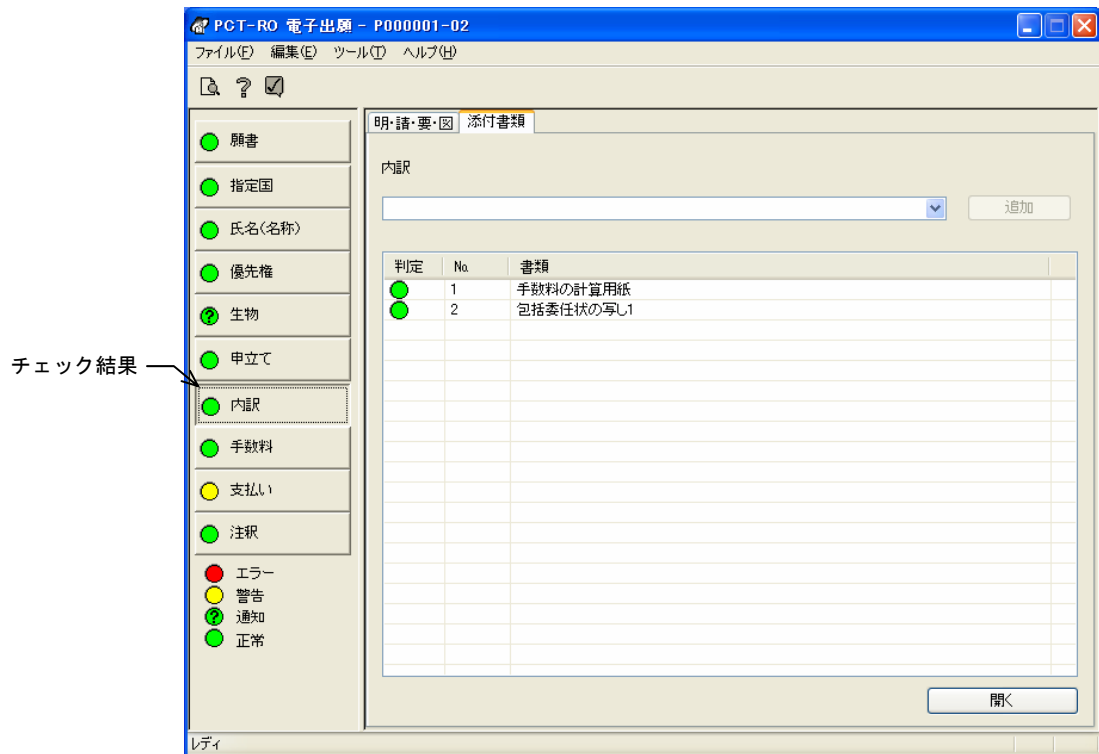 PCT-RO 電子出願 - P000001-02
ファイル(F) 編集(E) ツール(T) ヘルプ(H)
願書
指定国
氏名(名称)
優先権
生物
申立て
チェック結果
内訳
手数料
支払い
注釈
エラー
警告
通知
正常
明・請・要・図 添付書類
内訳
追加
判定 No. 書類
1 手数料の計算用紙
2 包括委任状の写し1
開く
レディ